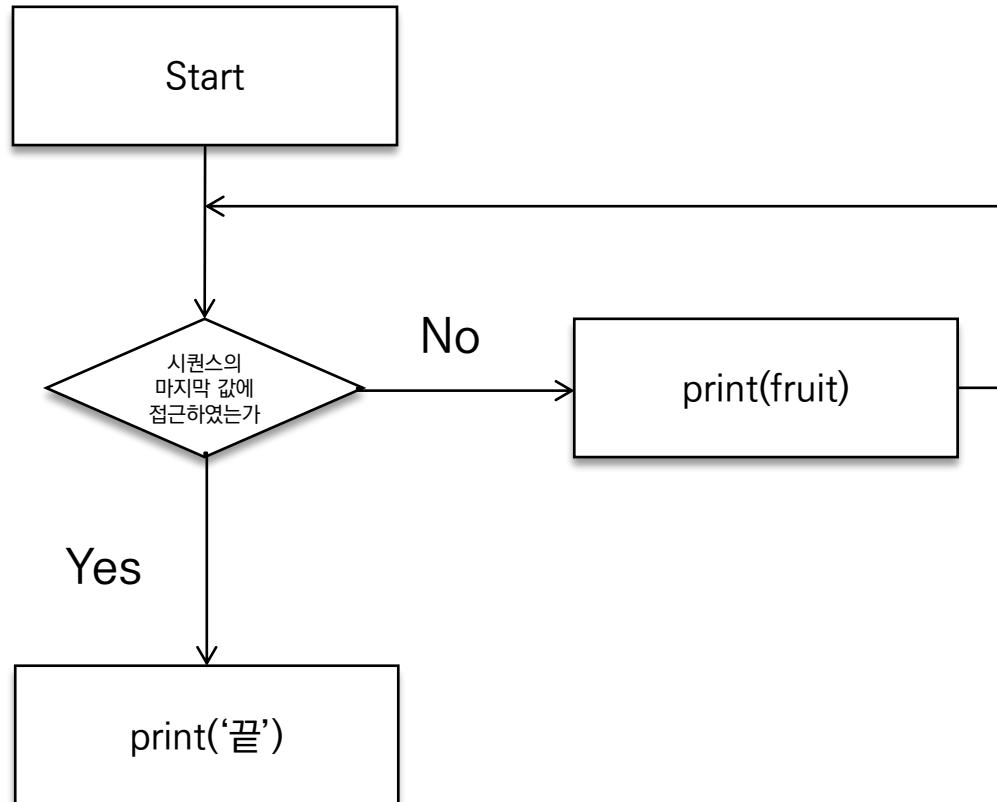 Start
No
시퀀스의
마지막 값에
접근하였는가
print(fruit)
Yes
print(‘끝’)